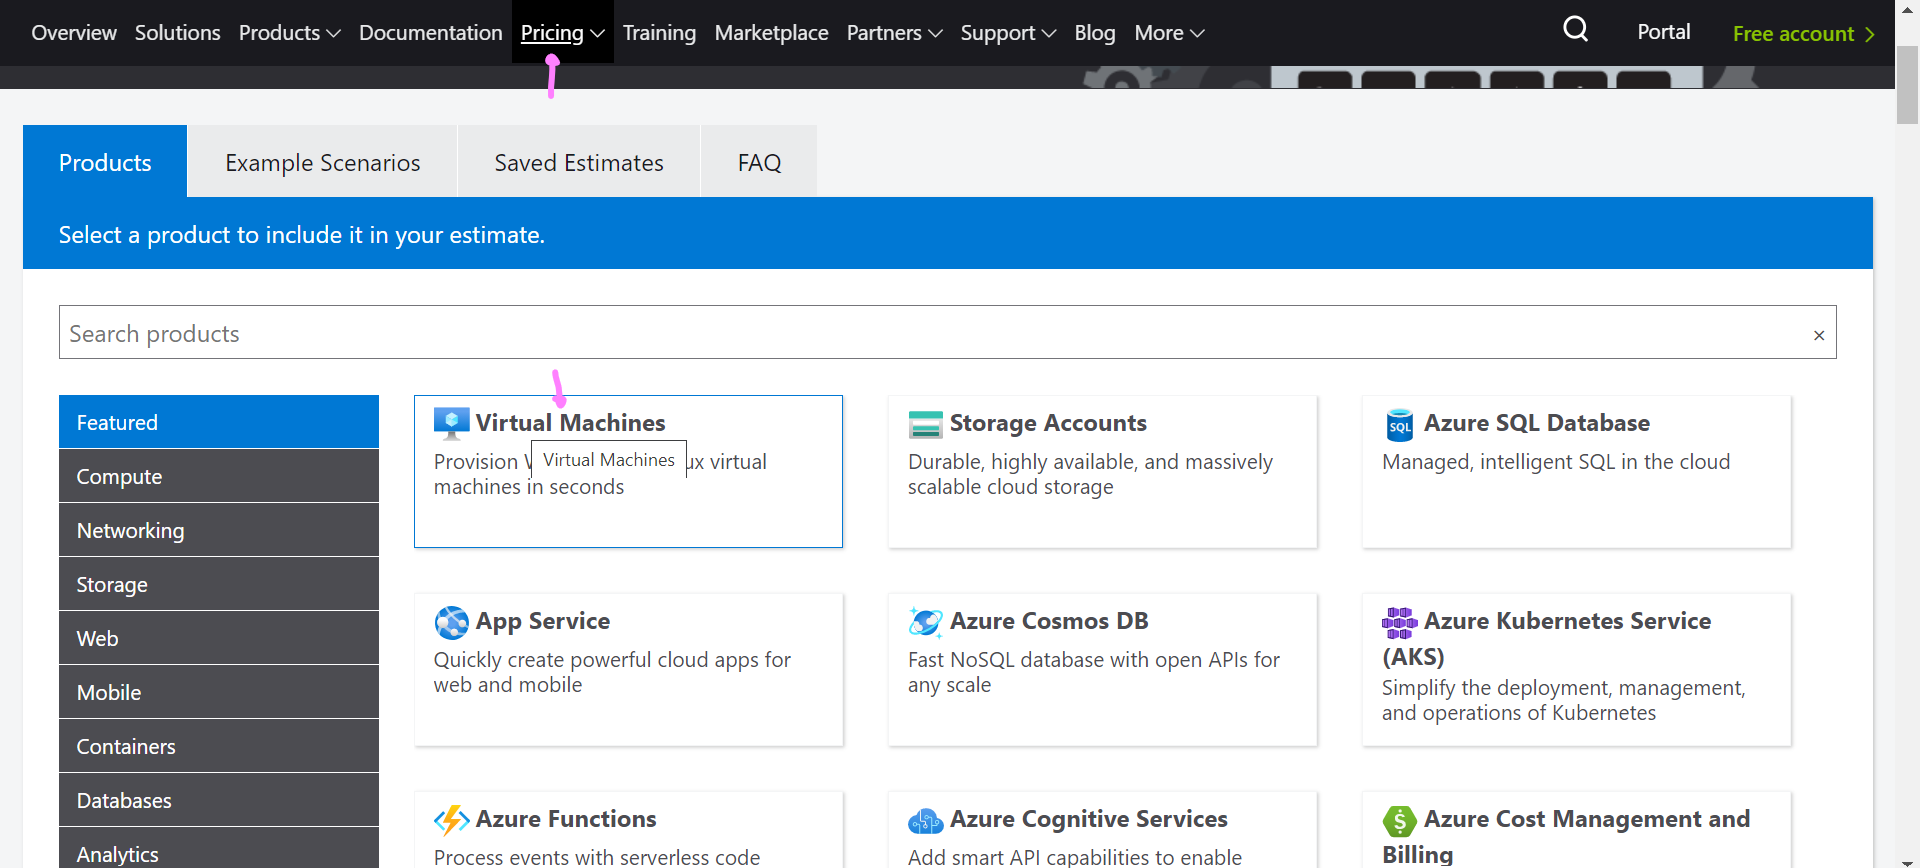 Overview Solutions Products Documentation Pricing Training Marketplace Partners Support Blog More Portal Free account
Products Example Scenarios Saved Estimates FAQ
Select a product to include it in your estimate.
Search products
Featured
Compute
Networking
Storage
Web
Mobile
Containers
Databases
Analytics
Virtual Machines
Provision ux virtual
machines in seconds
Virtual Machines
Storage Accounts
Durable, highly available, and massively
scalable cloud storage
SQL
Azure SQL Database
Managed, intelligent SQL in the cloud
App Service
Quickly create powerful cloud apps for
web and mobile
Azure Cosmos DB
Fast NoSQL database with open APIs for
any scale
Azure Kubernetes Service
(AKS)
Simplify the deployment, management,
and operations of Kubernetes
Azure Functions
Process events with serverless code
Azure Cognitive Services
Add smart API capabilities to enable
Azure Cost Management and
Billing